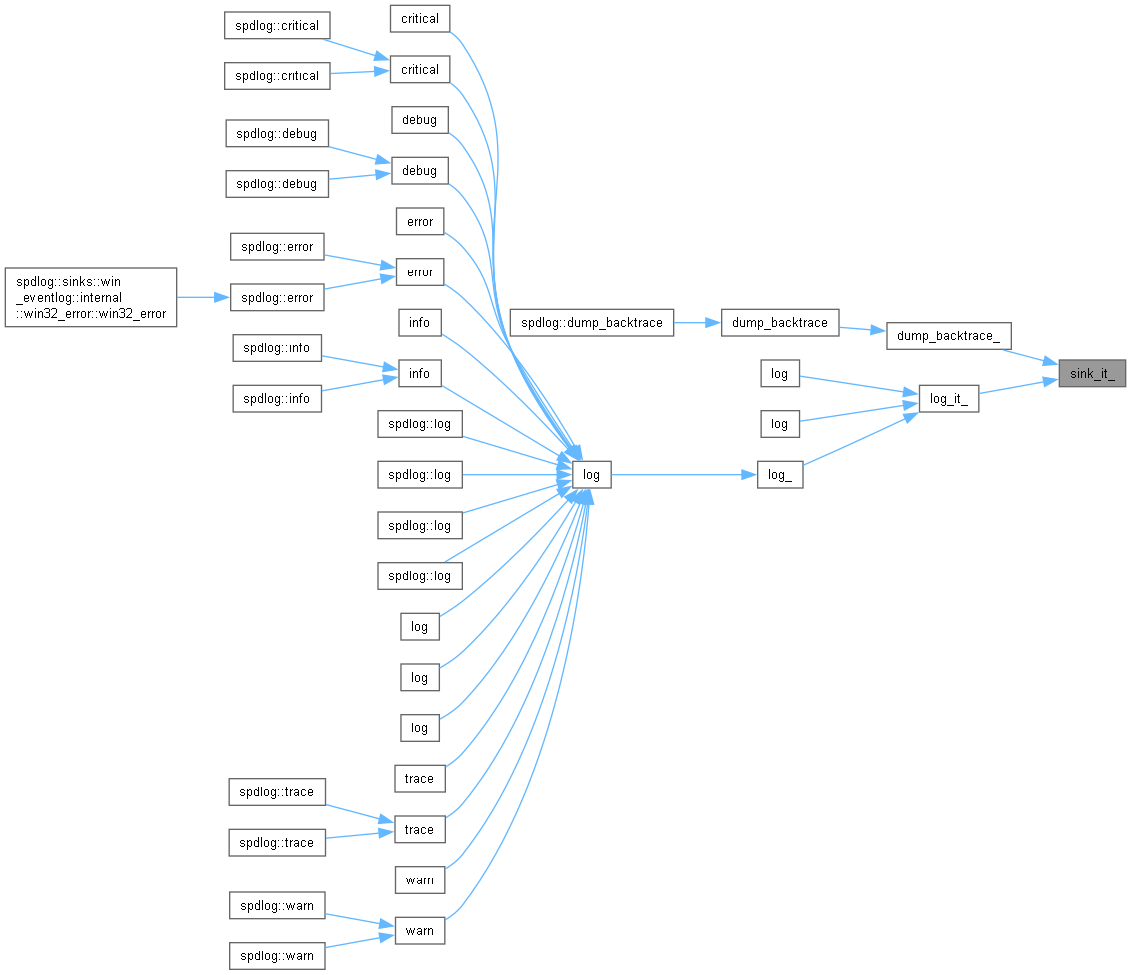 critical
spdlog::critical
critical
spdlog::critical
debug
spdlog::debug
debug
spdlog::debug
error
spdlog::error
error
spdlog::sinks::win
_eventlog::internal
::win32_error::win32_error
spdlog::error
info
spdlog::dump_backtrace
dump_backtrace
dump_backtrace_
spdlog::info
info
log
sink_it_
spdlog::info
log_it_
spdlog::log
log
spdlog::log
log
log_
spdlog::log
spdlog::log
log
log
log
trace
spdlog::trace
trace
spdlog::trace
warn
spdlog::warn
warn
spdlog::warn